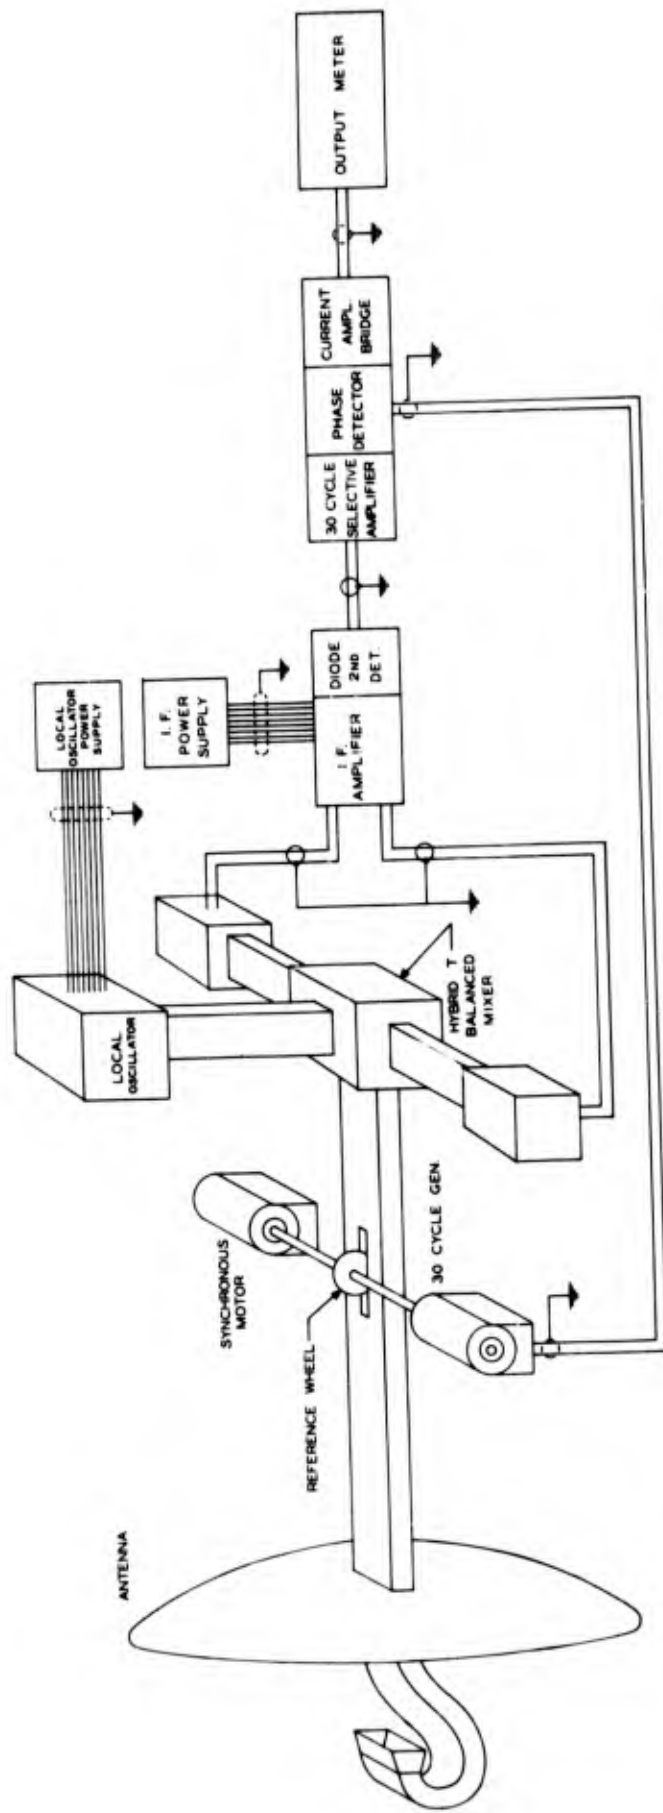 ANTENNA
SYNCHRONOUS
MOTOR
REFERENCE WHEEL
30 CYCLE GEN.
LOCAL
OSCILLATOR
LOCAL
OSCILLATOR
POWER
SUPPLY
HYBRID T
BALANCED
MIXER
I. F.
POWER
SUPPLY
I. F.
AMPLIFIER
DIODE
2ND
DET.
30 CYCLE
SELECTIVE
AMPLIFIER
PHASE
DETECTOR
CURRENT
AMPL.
BRIDGE
OUTPUT METER